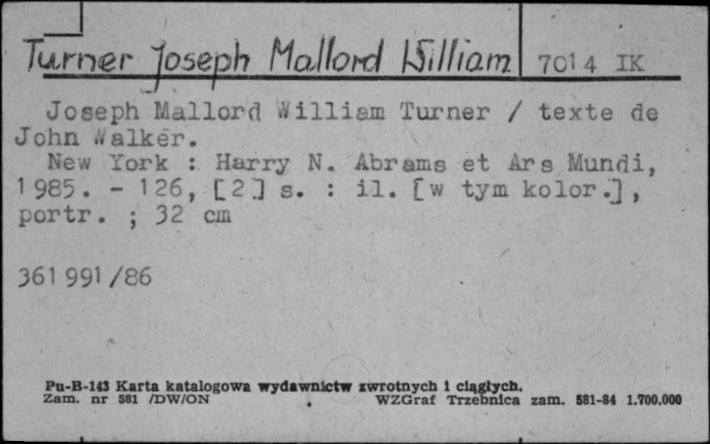 Turner Joseph Mallord William 7014 IK
Joseph Mallord William Turner / texte de
John Walker.
New York : Harry N. Abrams et Ars Mundi,
1985. - 126, [2] s. : il. [w tym kolor.],
portr. ; 32 cm
361991/86
Pu-B-143 Karta katalogowa wydawnictw zwrotnych i ciągłych.
Zam. nr 581 /DW/ON WZGraf Trzebnica zam. 581-84 1.700.000